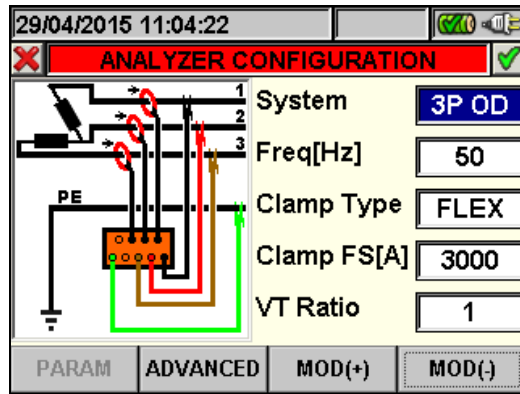 29/04/2015 11:04:22
ANALYZER CONFIGURATION
1
2
3
PE
System 3P OD
Freq[Hz] 50
Clamp Type FLEX
Clamp FS[A] 3000
VT Ratio 1
PARAM ADVANCED MOD(+) MOD(-)